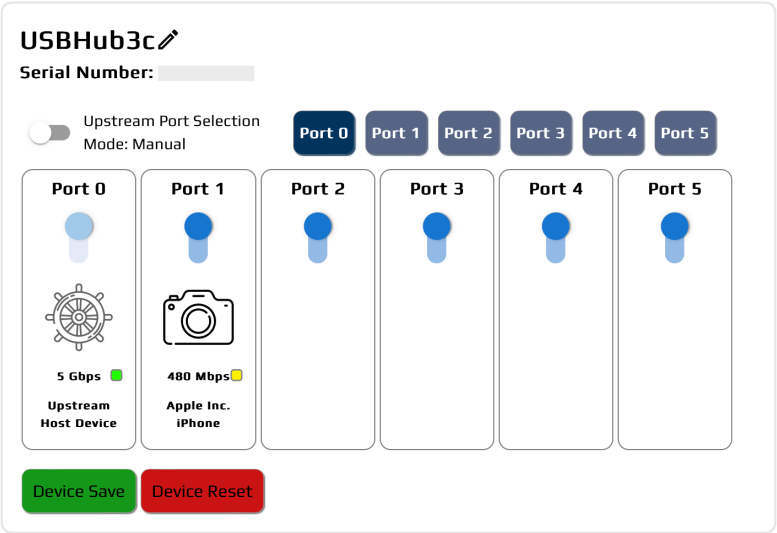 USBHub3c
Serial Number:
Upstream Port Selection
Mode: Manual
Port 0 Port 1 Port 2 Port 3 Port 4 Port 5
Port 0 Port 1 Port 2 Port 3 Port 4 Port 5
5 Gbps 480 Mbps
Upstream Apple Inc.
Host Device iPhone
Device Save Device Reset